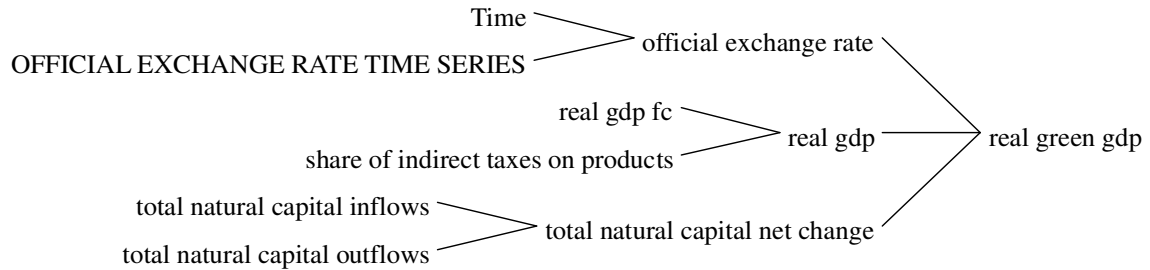 Time
OFFICIAL EXCHANGE RATE TIME SERIES
official exchange rate
real gdp fc
share of indirect taxes on products
real gdp
real green gdp
total natural capital inflows
total natural capital outflows
total natural capital net change